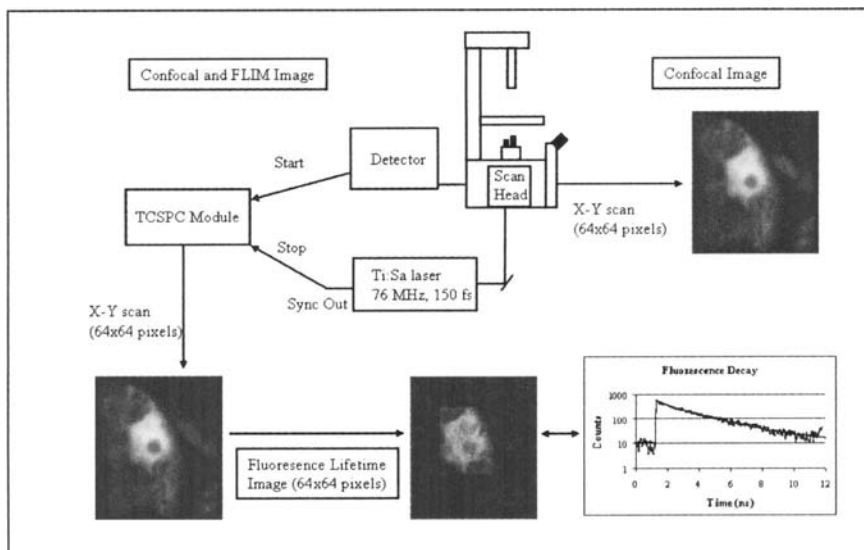 Confocal and FLIM Image
Confocal Image
Detector
Start
Scan
Head
TCSPC Module
X-Y scan
(64x64 pixels)
Stop
Ti:Sa laser
76 MHz, 150 fs
Sync Out
X-Y scan
(64x64 pixels)
Fluoresence Lifetime
Image (64x64 pixels)
Fluorescence Decay
1000
100
10
1
Counts
0 2 4 6 8 10 12
Time (ns)